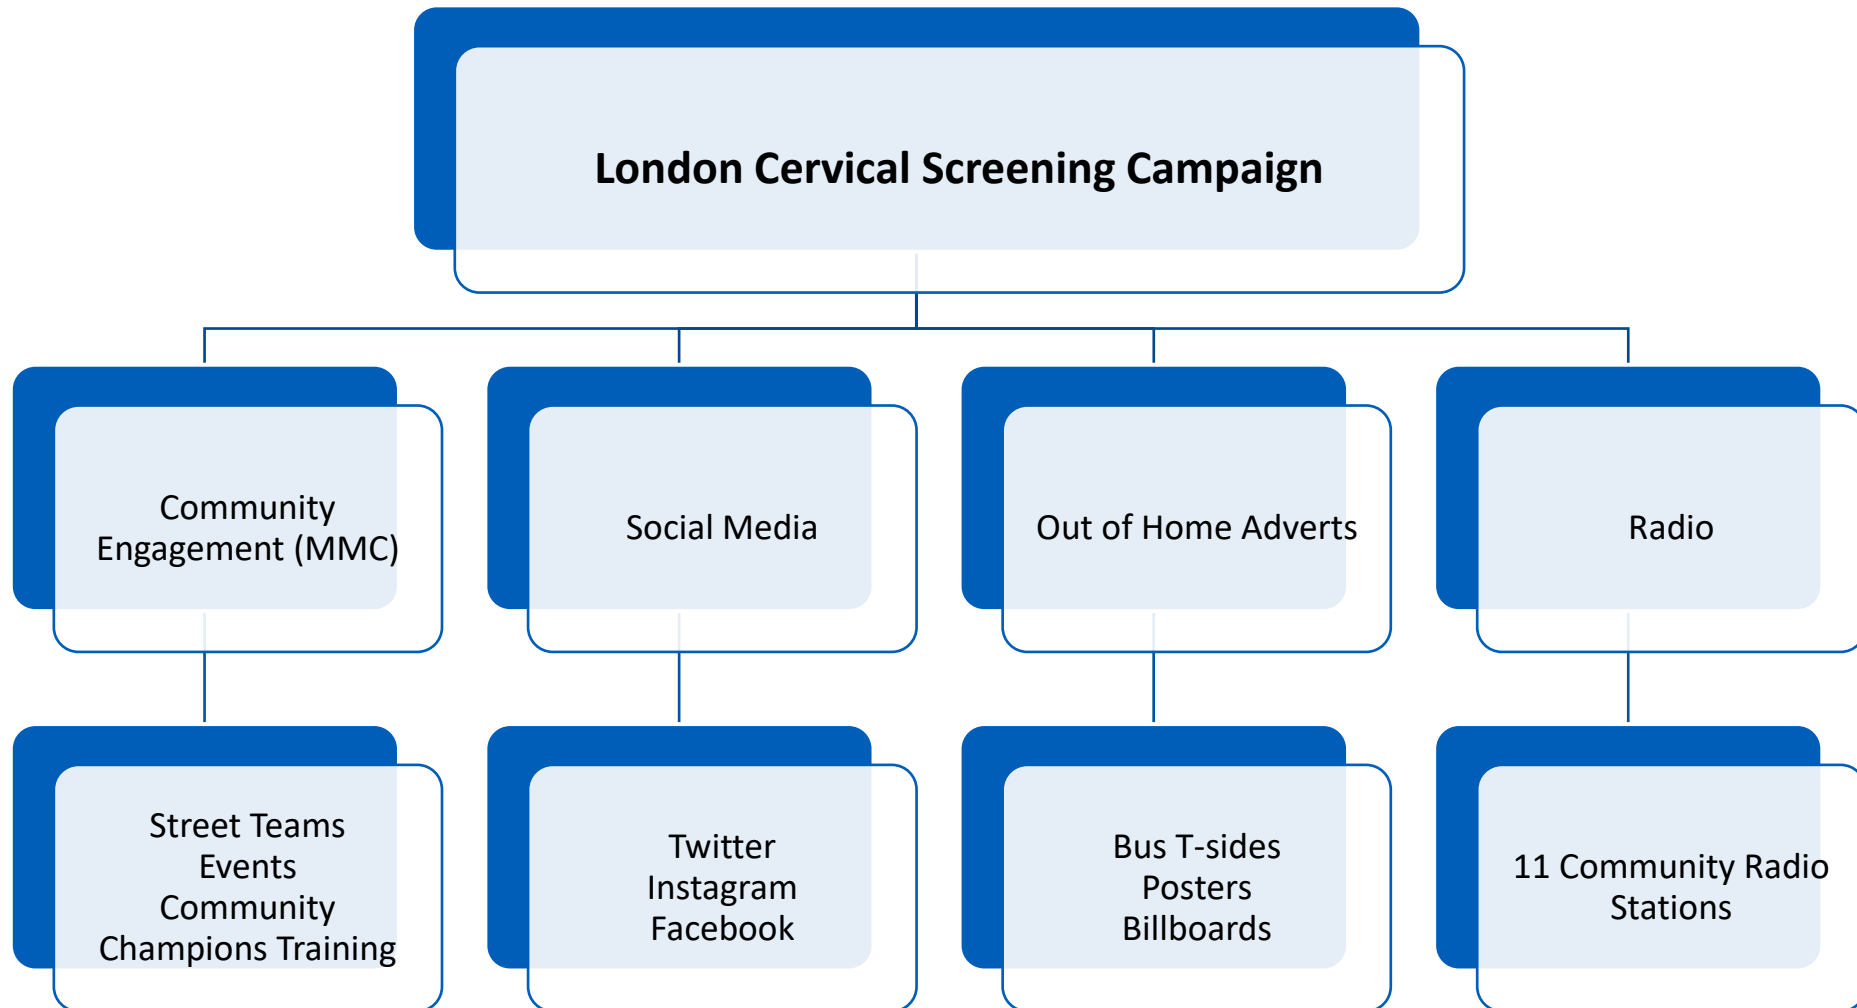 London Cervical Screening Campaign
Community
Engagement (MMC)
Social Media
Out of Home Adverts
Radio
Street Teams
Events
Community
Champions Training
Twitter
Instagram
Facebook
Bus T-sides
Posters
Billboards
11 Community Radio
Stations